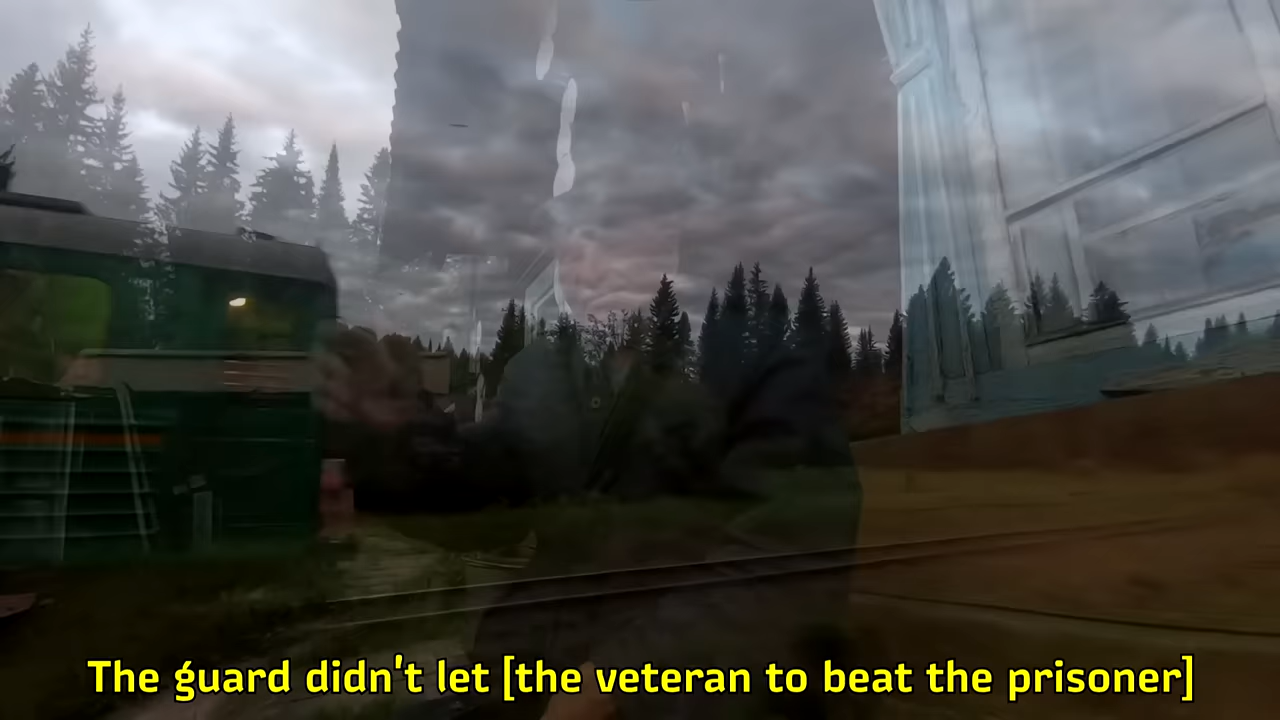 The guard didn't let [the veteran to beat the prisoner]